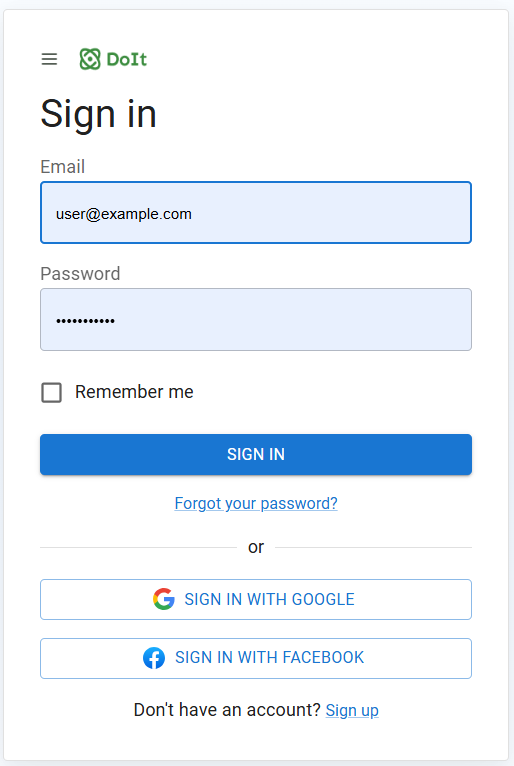 DoIt
Sign in
Email
user@example.com
Password
•••••••••••
Remember me
SIGN IN
Forgot your password?
or
SIGN IN WITH GOOGLE
SIGN IN WITH FACEBOOK
Don't have an account? Sign up